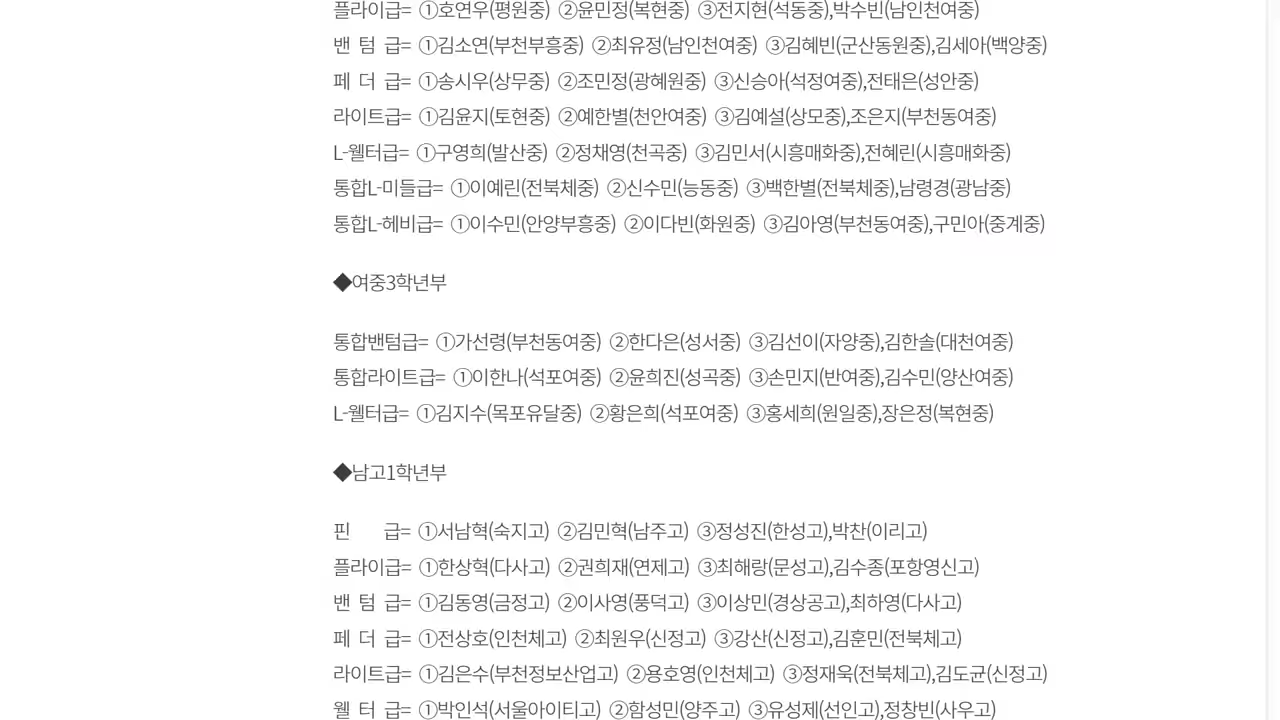 플라이급= ①호연우(평원중) ②윤민정(복현중) ③전지현(석동중),박수빈(남인천여중)
밴 텀 급= ①김소연(부천부흥중) ②최유정(남인천여중) ③김혜빈(군산동원중),김세아(백양중)
페 더 급= ①송시우(상무중) ②조민정(광혜원중) ③신승아(석정여중),전태은(성안중)
라이트급= ①김윤지(토현중) ②예한별(천안여중) ③김예설(상모중),조은지(부천동여중)
L-웰터급= ①구영희(발산중) ②정채영(천곡중) ③김민서(시흥매화중),전혜린(시흥매화중)
통합L-미들급= ①이예린(전북체중) ②신수민(능동중) ③백한별(전북체중),남령경(광남중)
통합L-헤비급= ①이수민(안양부흥중) ②이다빈(화원중) ③김아영(부천동여중),구민아(중계중)
◆여중3학년부
통합밴텀급= ①가선령(부천동여중) ②한다은(성서중) ③김선이(자양중),김한솔(대천여중)
통합라이트급= ①이한나(석포여중) ②윤희진(성곡중) ③손민지(반여중),김수민(양산여중)
L-웰터급= ①김지수(목포유달중) ②황은희(석포여중) ③홍세희(원일중),장은정(복현중)
◆남고1학년부
핀 급= ①서남혁(숙지고) ②김민혁(남주고) ③정성진(한성고),박찬(이리고)
플라이급= ①한상혁(다사고) ②권희재(연제고) ③최해랑(문성고),김수종(포항영신고)
밴 텀 급= ①김동영(금정고) ②이사영(풍덕고) ③이상민(경상공고),최하영(다사고)
페 더 급= ①전상호(인천체고) ②최원우(신정고) ③강산(신정고),김훈민(전북체고)
라이트급= ①김은수(부천정보산업고) ②용호영(인천체고) ③정재욱(전북체고),김도균(신정고)
웰 터 급= ①박인석(서울아이티고) ②함성민(양주고) ③유성제(선인고),정창빈(사우고)